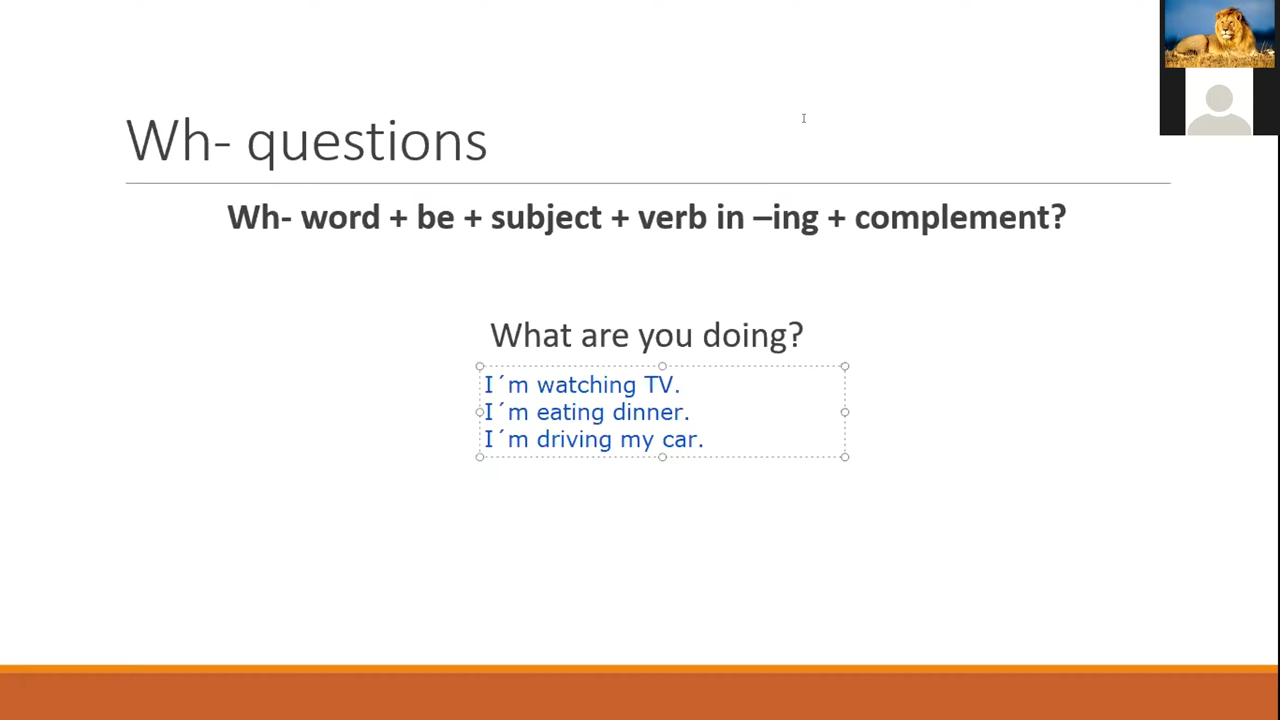 Wh- questions
Wh- word + be + subject + verb in –ing + complement?
What are you doing?
I´m watching TV.
I´m eating dinner.
I´m driving my car.